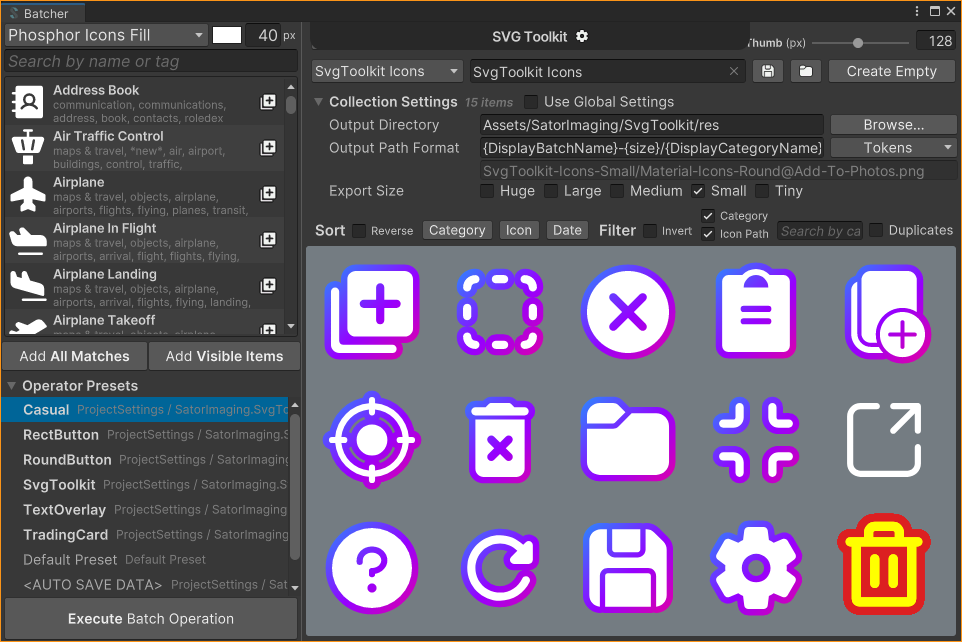 Batcher
Phosphor Icons Fill
40 px
Search by name or tag
Address Book
communication, communications,
address, book, contacts, rolodex
Air Traffic Control
maps & travel, *new*, air, airport,
buildings, control, traffic,
Airplane
maps & travel, objects, airplane,
airports, flights, flying, planes, transit,
Airplane In Flight
maps & travel, objects, airplane,
airports, arrival, flight, flights, flying,
Airplane Landing
maps & travel, objects, airplane,
airports, arrival, flights, flying, landing,
Airplane Takeoff
maps & travel, objects, airplane,
Add All Matches
Add Visible Items
Operator Presets
Casual ProjectSettings / SatorImaging.SvgTo
RectButton ProjectSettings / SatorImaging.S
RoundButton ProjectSettings / SatorImaging.
SvgToolkit ProjectSettings / SatorImaging.S
TextOverlay ProjectSettings / SatorImaging.
TradingCard ProjectSettings / SatorImaging.
Default Preset Default Preset
<AUTO SAVE DATA> ProjectSettings / Sat
Execute Batch Operation
SVG Toolkit
Thumb (px) 128
SvgToolkit Icons
SvgToolkit Icons
Create Empty
Collection Settings 15 items Use Global Settings
Output Directory Assets/SatorImaging/SvgToolkit/res Browse...
Output Path Format {DisplayBatchName}-{size}/{DisplayCategoryName} Tokens
SvgToolkit-Icons-Small/Material-Icons-Round@Add-To-Photos.png
Export Size Huge Large Medium Small Tiny
Sort Reverse Category Icon Date Filter Invert Category Icon Path Search by ca Duplicates